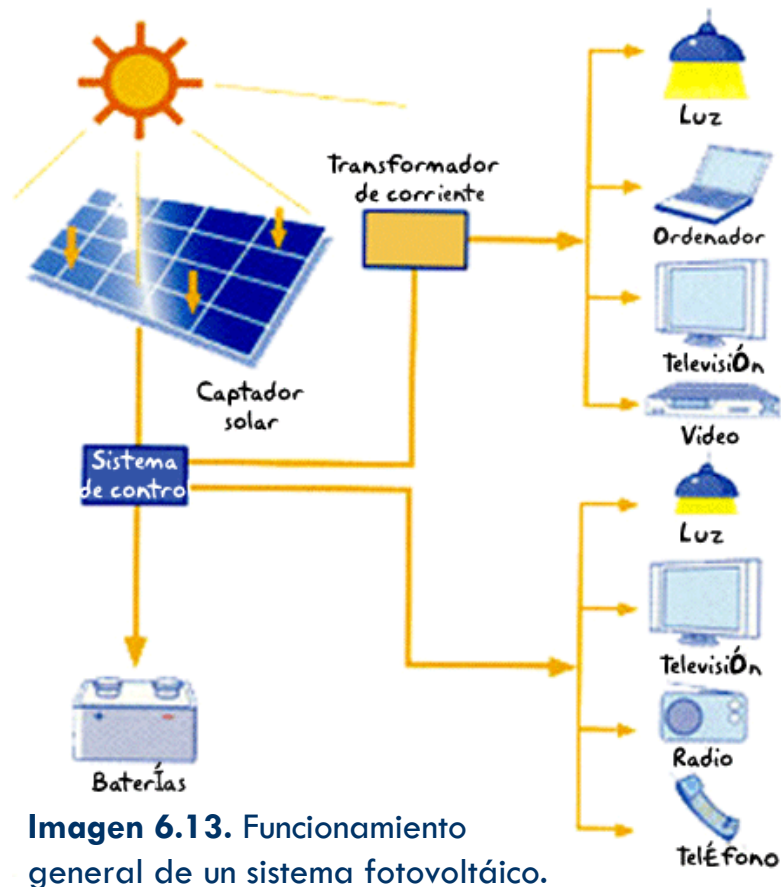 Luz
Transformador
de corriente
Ordenador
TelevisiÓn
Captador
solar
Video
Sistema
de control
Luz
TelevisiÓn
Radio
BaterÍas
TelÉfono
Imagen 6.13. Funcionamiento
general de un sistema fotovoltáico.